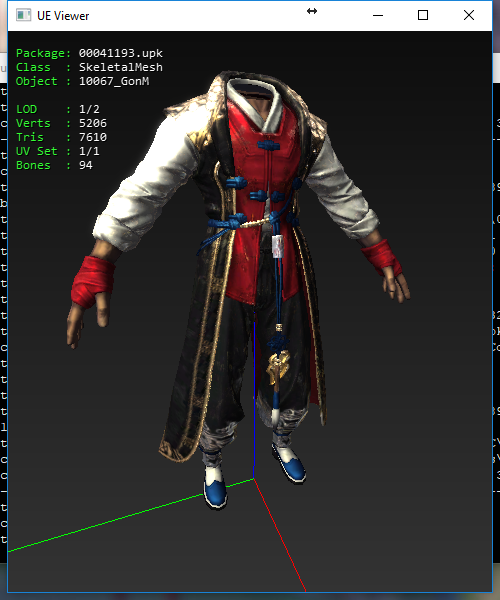 UE Viewer
Package: 00041193.upk
Class : SkeletalMesh
Object : 10067_GonM
LOD : 1/2
Verts : 5206
Tris : 7610
UV Set : 1/1
Bones : 94